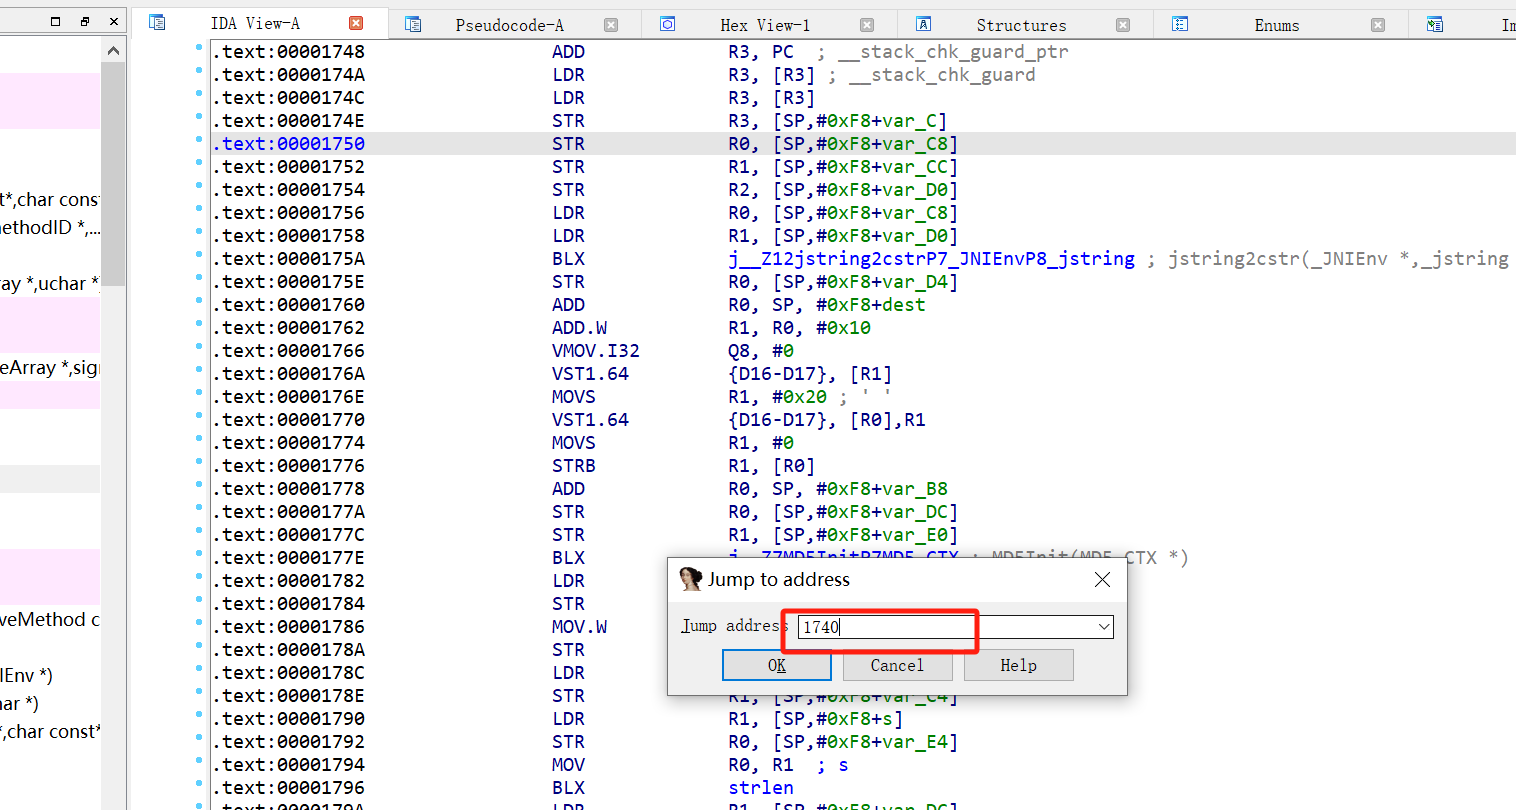 IDA View-A
Pseudocode-A
Hex View-1
Structures
Enums
Im
t*,char const
ethodID *,...
ray *,uchar *)
eArray *,sign
veMethod c
IEnv *)
har *)
*,char const*
.text:00001748 ADD R3, PC ; __stack_chk_guard_ptr
.text:0000174A LDR R3, [R3] ; __stack_chk_guard
.text:0000174C LDR R3, [R3]
.text:0000174E STR R3, [SP,#0xF8+var_C]
.text:00001750 STR R0, [SP,#0xF8+var_C8]
.text:00001752 STR R1, [SP,#0xF8+var_CC]
.text:00001754 STR R2, [SP,#0xF8+var_D0]
.text:00001756 LDR R0, [SP,#0xF8+var_C8]
.text:00001758 LDR R1, [SP,#0xF8+var_D0]
.text:0000175A BLX j__Z12jstring2cstrP7_JNIEnvP8_jstring ; jstring2cstr(_JNIEnv *,_jstring
.text:0000175E STR R0, [SP,#0xF8+var_D4]
.text:00001760 ADD R0, SP, #0xF8+dest
.text:00001762 ADD.W R1, R0, #0x10
.text:00001766 VMOV.I32 Q8, #0
.text:0000176A VST1.64 {D16-D17}, [R1]
.text:0000176E MOVS R1, #0x20 ; ' '
.text:00001770 VST1.64 {D16-D17}, [R0],R1
.text:00001774 MOVS R1, #0
.text:00001776 STRB R1, [R0]
.text:00001778 ADD R0, SP, #0xF8+var_B8
.text:0000177A STR R0, [SP,#0xF8+var_DC]
.text:0000177C STR R1, [SP,#0xF8+var_E0]
.text:0000177E BLX j__Z7MD5InitP7MD5_CTX ; MD5Init(MD5_CTX *)
.text:00001782 LDR
.text:00001784 STR
.text:00001786 MOV.W
.text:0000178A STR
.text:0000178C LDR
.text:0000178E STR R1, [SP,#0xF8+var_C4]
.text:00001790 LDR R1, [SP,#0xF8+s]
.text:00001792 STR R0, [SP,#0xF8+var_E4]
.text:00001794 MOV R0, R1 ; s
.text:00001796 BLX strlen
.text:0000179A LDR R1, [SP,#0xF8+var_DC]
Jump to address
Jump address 1740
OK
Cancel
Help